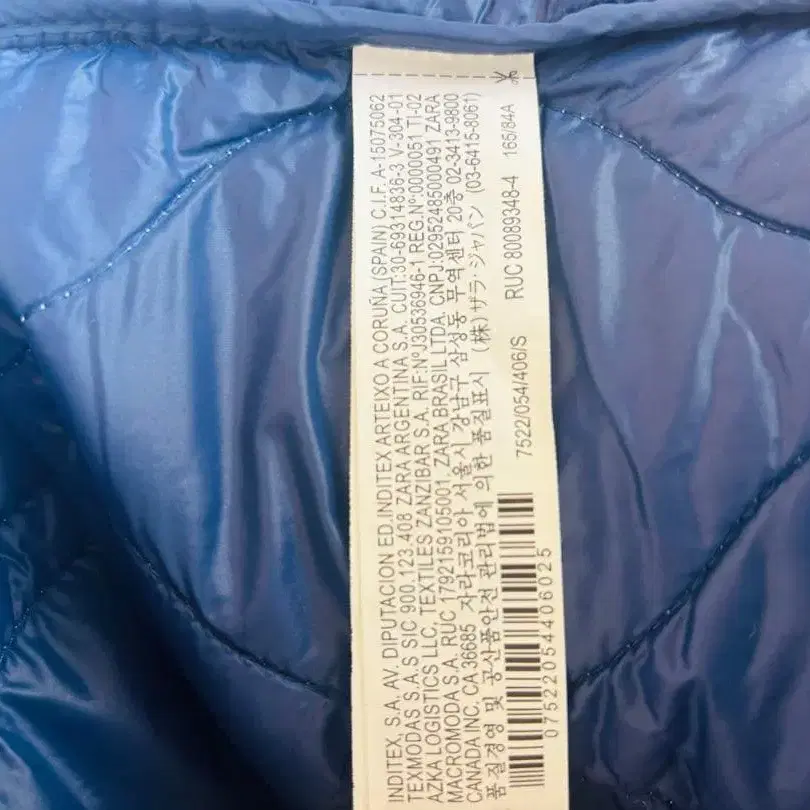 INDITEX, S.A. AV. DIPUTACION ED.INDITEX ARTEIXO A CORUÑA(SPAIN) C.I.F. A-15075062
TEXMODAS S.A.S SIC 900.123.408 ZARA ARGENTINA S.A. CUIT:30-69314836-3 V-304-01
AZKA LOGISTICS LLC, TEXTILES ZANZIBAR S.A. RIF:NºJ30536946-1 REG.Nº:0000051 TI-02
MACROMODA S.A. RUC 1792159105001, ZARA BRASIL LTDA. CNPJ:02952485000491 ZARA
CANADA INC. CA 36685 자라코리아 서울시 강남구 삼성동 무역센터 20층 02-3413-9800
품질경영 및 공산품안전 관리법에 의한 품질표시 (株)ザラ・ジャパン (03-6415-8061)
RUC 80089348-4 165/84A
7522/054/406/S
07522054406025